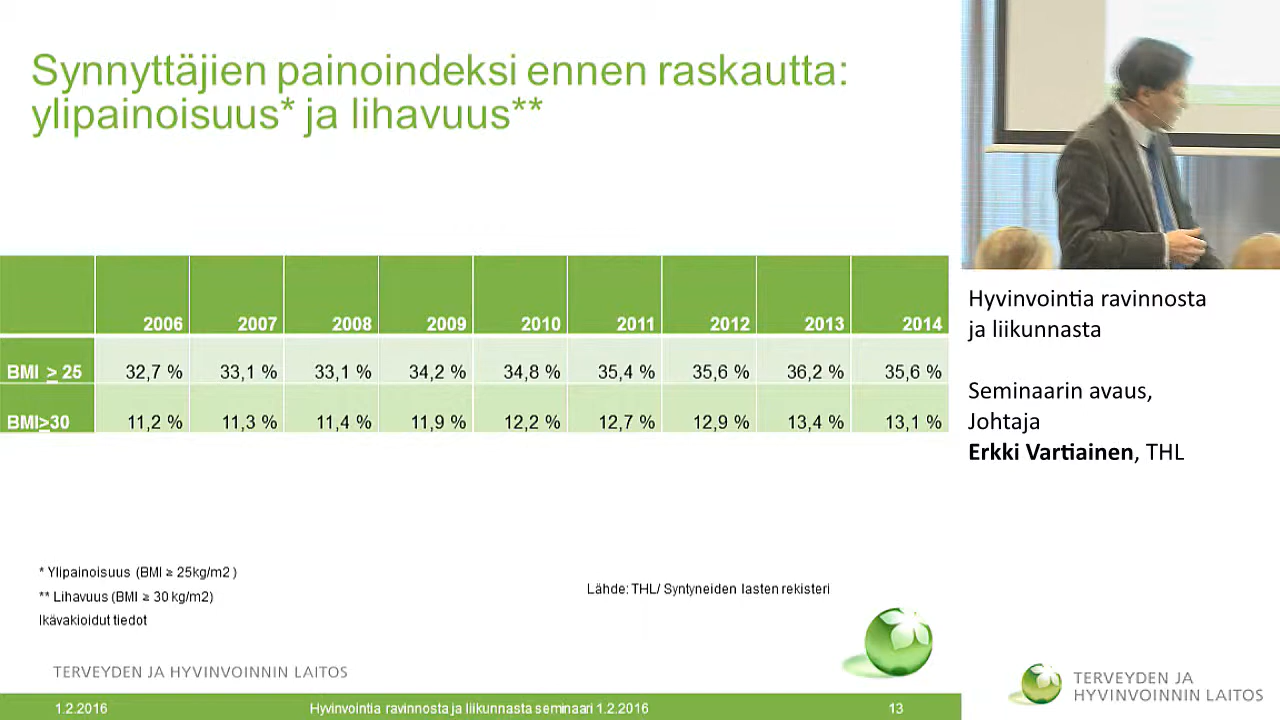 Synnyttäjien painoindeksi ennen raskautta:
ylipainoisuus* ja lihavuus**
2006 2007 2008 2009 2010 2011 2012 2013 2014
BMI ≥ 25 32,7 % 33,1 % 33,1 % 34,2 % 34,8 % 35,4 % 35,6 % 36,2 % 35,6 %
BMI≥30 11,2 % 11,3 % 11,4 % 11,9 % 12,2 % 12,7 % 12,9 % 13,4 % 13,1 %
* Ylipainoisuus (BMI ≥ 25kg/m2 )
** Lihavuus (BMI ≥ 30 kg/m2)
Ikävakioidut tiedot
Lähde: THL/ Syntyneiden lasten rekisteri
TERVEYDEN JA HYVINVOINNIN LAITOS
1.2.2016 Hyvinvointia ravinnosta ja liikunnasta seminaari 1.2.2016 13
Hyvinvointia ravinnosta
ja liikunnasta
Seminaarin avaus,
Johtaja
Erkki Vartiainen, THL
TERVEYDEN JA
HYVINVOINNIN LAITOS